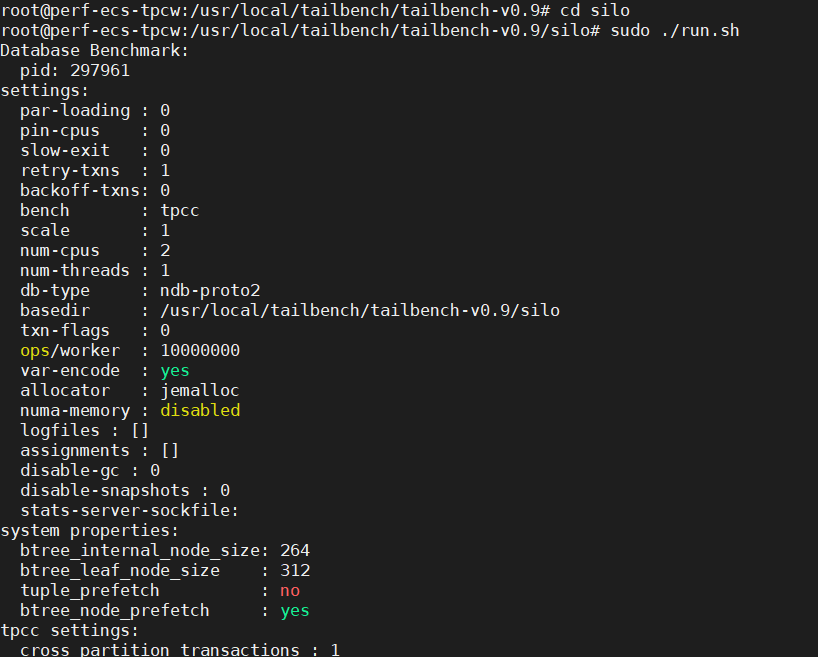 root@perf-ecs-tpcw:/usr/local/tailbench/tailbench-v0.9# cd silo
root@perf-ecs-tpcw:/usr/local/tailbench/tailbench-v0.9/silo# sudo ./run.sh
Database Benchmark:
  pid: 297961
settings:
  par-loading : 0
  pin-cpus    : 0
  slow-exit   : 0
  retry-txns  : 1
  backoff-txns: 0
  bench       : tpcc
  scale       : 1
  num-cpus    : 2
  num-threads : 1
  db-type     : ndb-proto2
  basedir     : /usr/local/tailbench/tailbench-v0.9/silo
  txn-flags   : 0
  ops/worker  : 10000000
  var-encode  : yes
  allocator   : jemalloc
  numa-memory : disabled
  logfiles : []
  assignments : []
  disable-gc : 0
  disable-snapshots : 0
  stats-server-sockfile:
system properties:
  btree_internal_node_size: 264
  btree_leaf_node_size    : 312
  tuple_prefetch          : no
  btree_node_prefetch     : yes
tpcc settings:
  cross_partition_transactions : 1